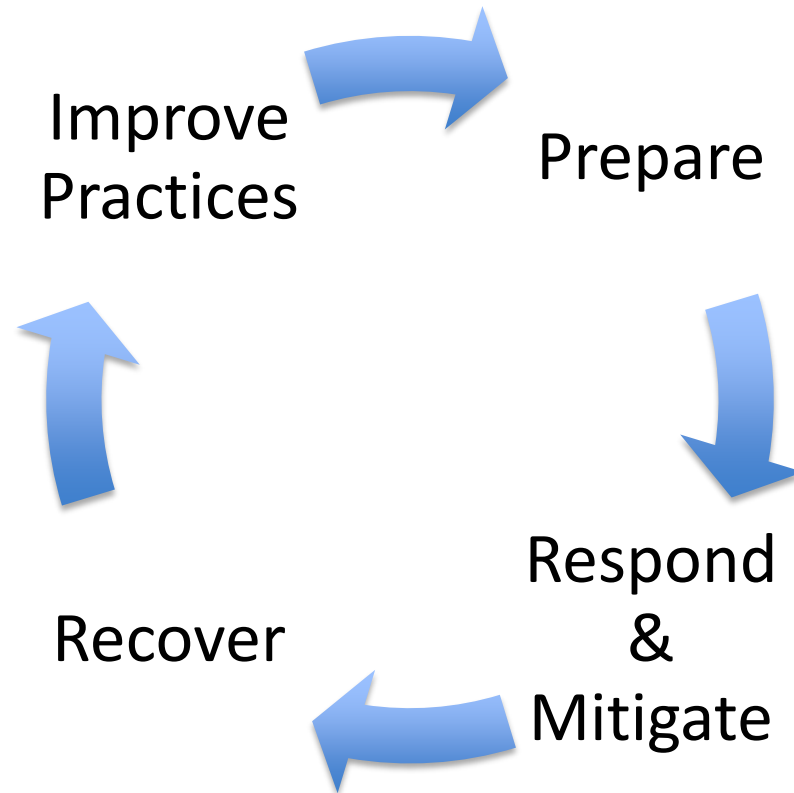 Improve
Practices
Prepare
Respond
&
Mitigate
Recover